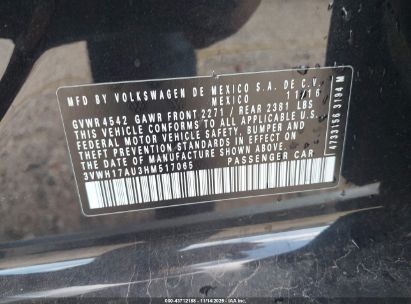 MFD BY VOLKSWAGEN DE MEXICO S.A. DE C.V.
MEXICO 11/16
GVWR 4542 GAWR FRONT 2271 / REAR 2381 LBS
THIS VEHICLE CONFORMS TO ALL APPLICABLE U.S.
FEDERAL MOTOR VEHICLE SAFETY, BUMPER AND
THEFT PREVENTION STANDARDS IN EFFECT ON
THE DATE OF MANUFACTURE SHOWN ABOVE.
3VWH17AU3HM517065 PASSENGER CAR